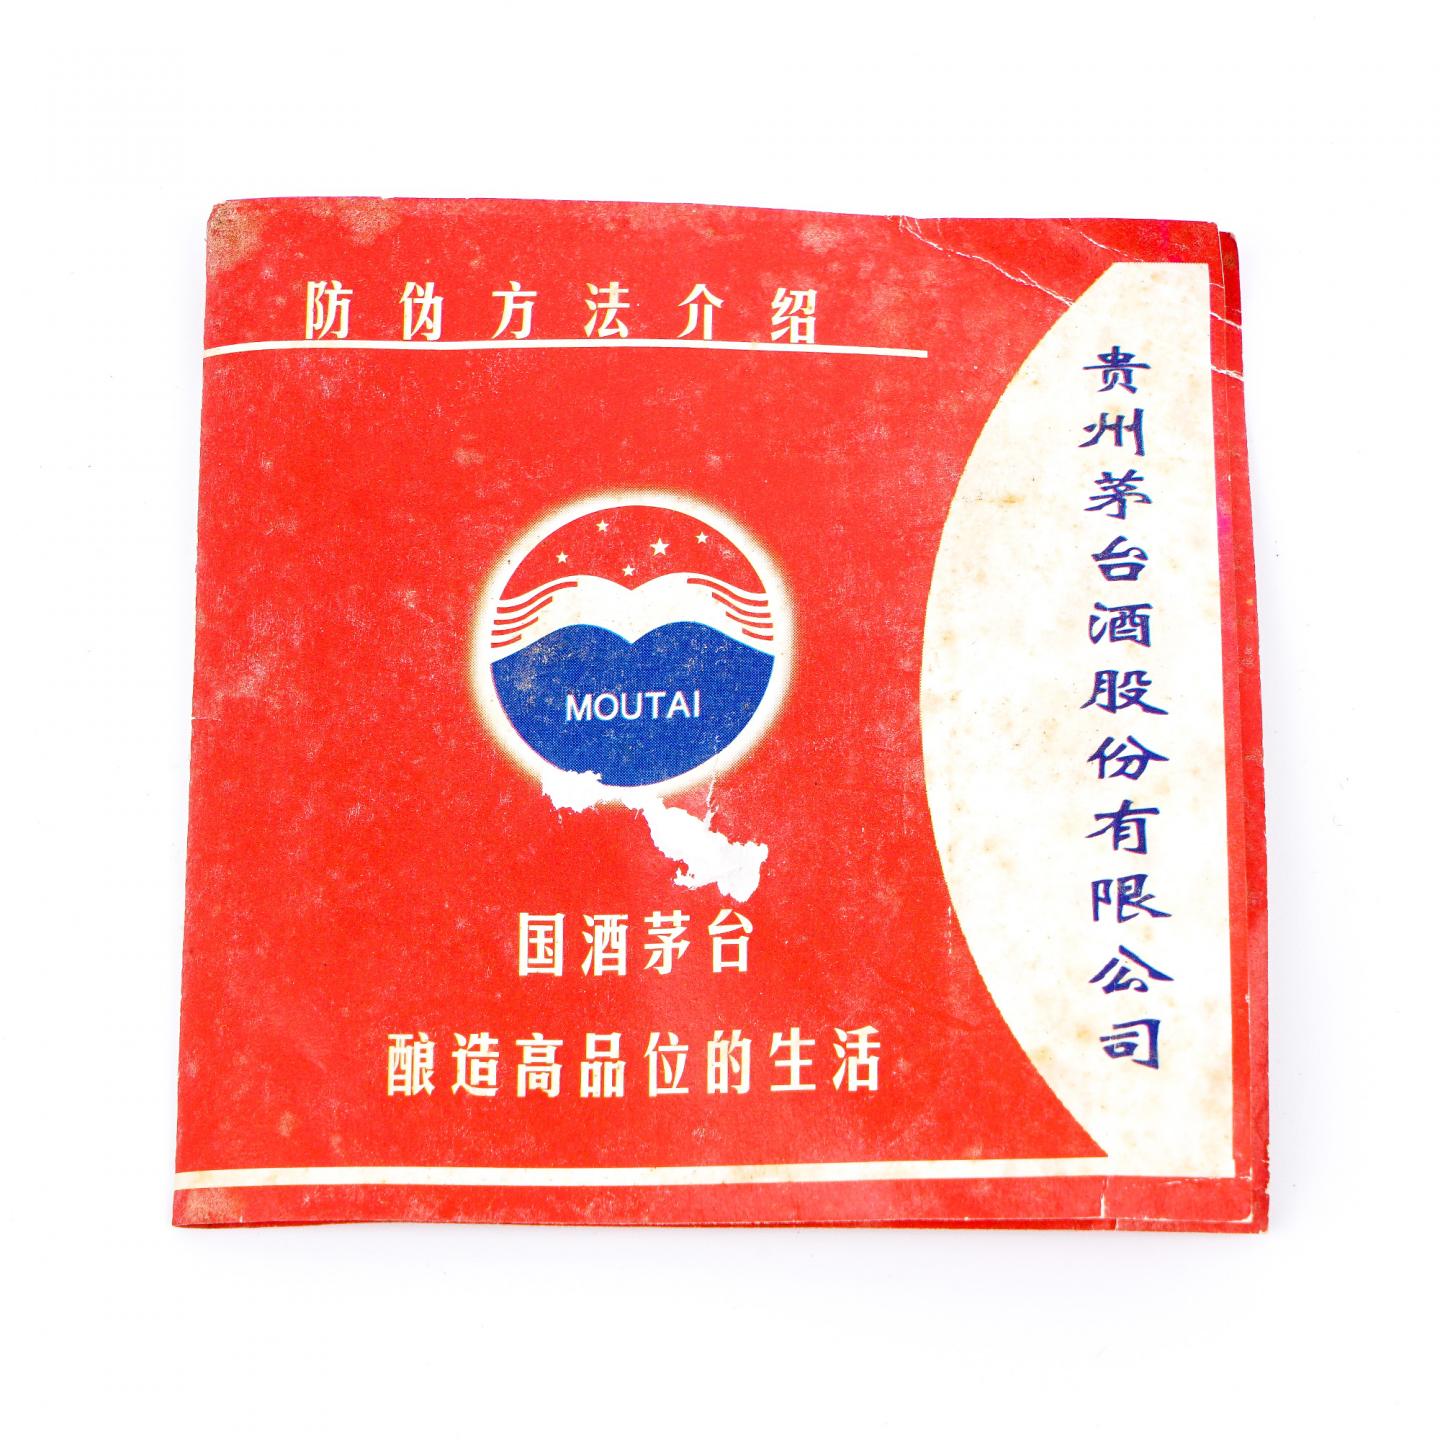 防伪方法介绍
MOUTAI
国酒茅台
酿造高品位的生活
贵州茅台酒股份有限公司